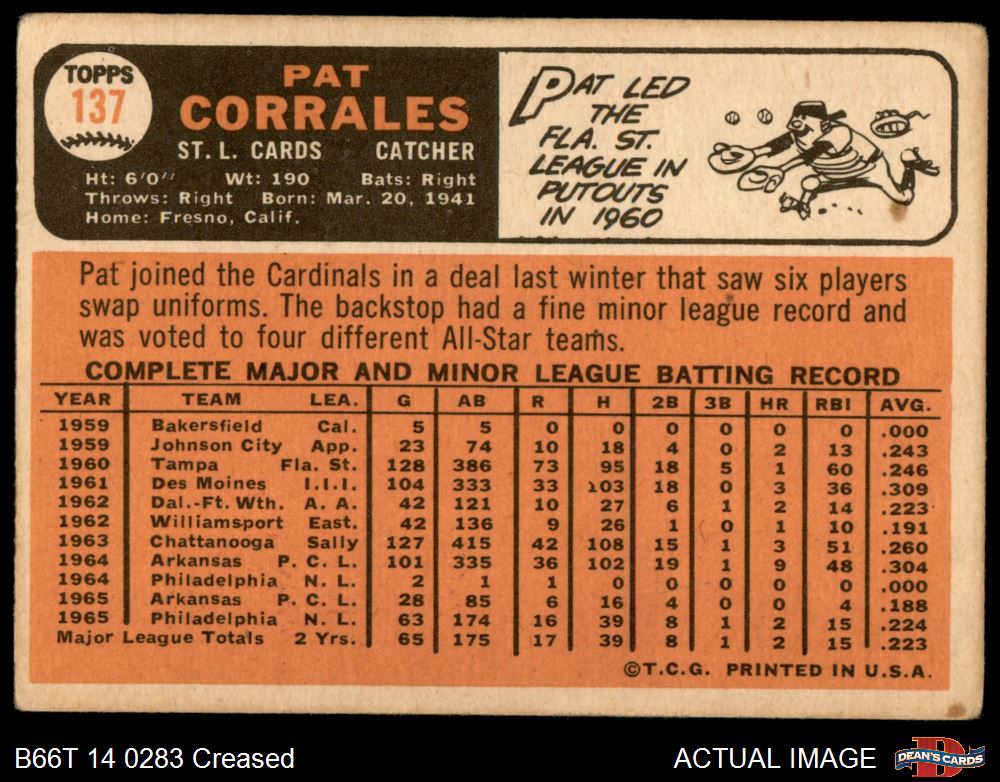 TOPPS
137
PAT
CORRALES
ST. L. CARDS CATCHER
Ht: 6'0" Wt: 190 Bats: Right
Throws: Right Born: Mar. 20, 1941
Home: Fresno, Calif.
PAT LED
THE
FLA. ST.
LEAGUE IN
PUTOUTS
IN 1960
Pat joined the Cardinals in a deal last winter that saw six players
swap uniforms. The backstop had a fine minor league record and
was voted to four different All-Star teams.
COMPLETE MAJOR AND MINOR LEAGUE BATTING RECORD
YEAR TEAM LEA. G AB R H 2B 3B HR RBI AVG.
1959 Bakersfield Cal. 5 5 0 0 0 0 0 0 .000
1959 Johnson City App. 23 74 10 18 4 0 2 13 .243
1960 Tampa Fla. St. 128 386 73 95 18 5 1 60 .246
1961 Des Moines I.I.I. 104 333 33 103 18 0 3 36 .309
1962 Dal.-Ft. Wth. A. A. 42 121 10 27 6 1 2 14 .223
1962 Williamsport East. 42 136 9 26 1 0 1 10 .191
1963 Chattanooga Sally 127 415 42 108 15 1 3 51 .260
1964 Arkansas P. C. L. 101 335 36 102 19 1 9 48 .304
1964 Philadelphia N. L. 2 1 1 0 0 0 0 0 .000
1965 Arkansas P. C. L. 28 85 6 16 4 0 0 4 .188
1965 Philadelphia N. L. 63 174 16 39 8 1 2 15 .224
Major League Totals 2 Yrs. 65 175 17 39 8 1 2 15 .223
©T.C.G. PRINTED IN U.S.A.
B66T 14 0283 Creased
ACTUAL IMAGE
D
DEAN'S CARDS